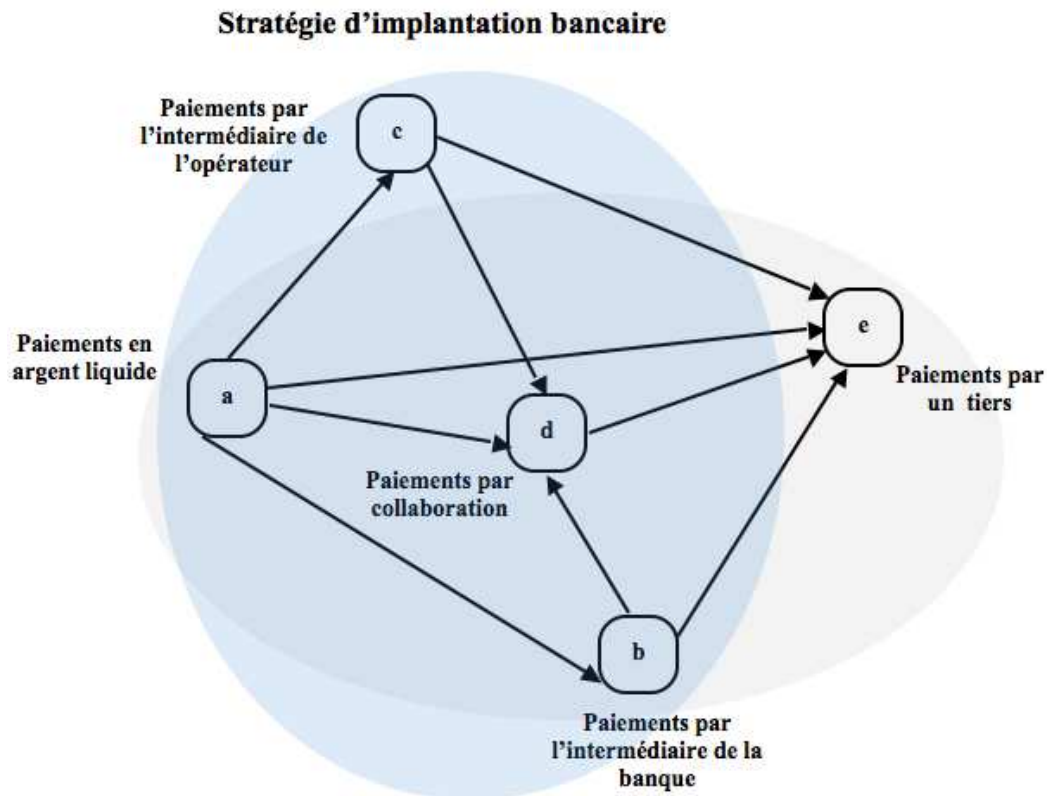 Stratégie d’implantation bancaire
Paiements par
l’intermédiaire de
l’opérateur
c
Paiements en
argent liquide
a
e
Paiements par
un tiers
d
Paiements par
collaboration
b
Paiements par
l’intermédiaire de la
banque